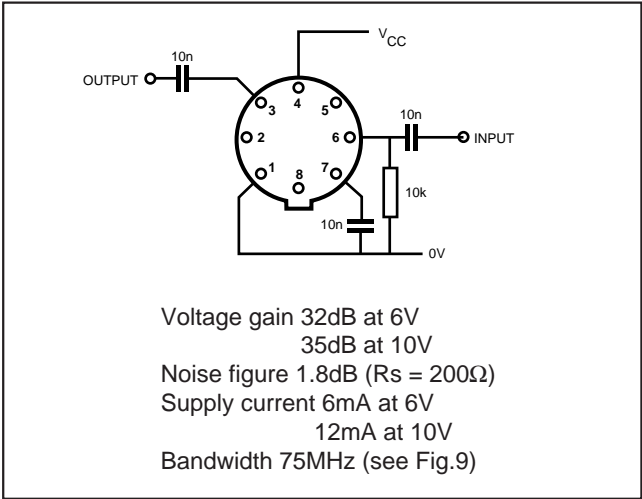 V_CC
10n
OUTPUT
3
4
5
10n
2
6
INPUT
1
8
7
10k
10n
0V
Voltage gain 32dB at 6V
35dB at 10V
Noise figure 1.8dB (Rs = 200Ω)
Supply current 6mA at 6V
12mA at 10V
Bandwidth 75MHz (see Fig.9)